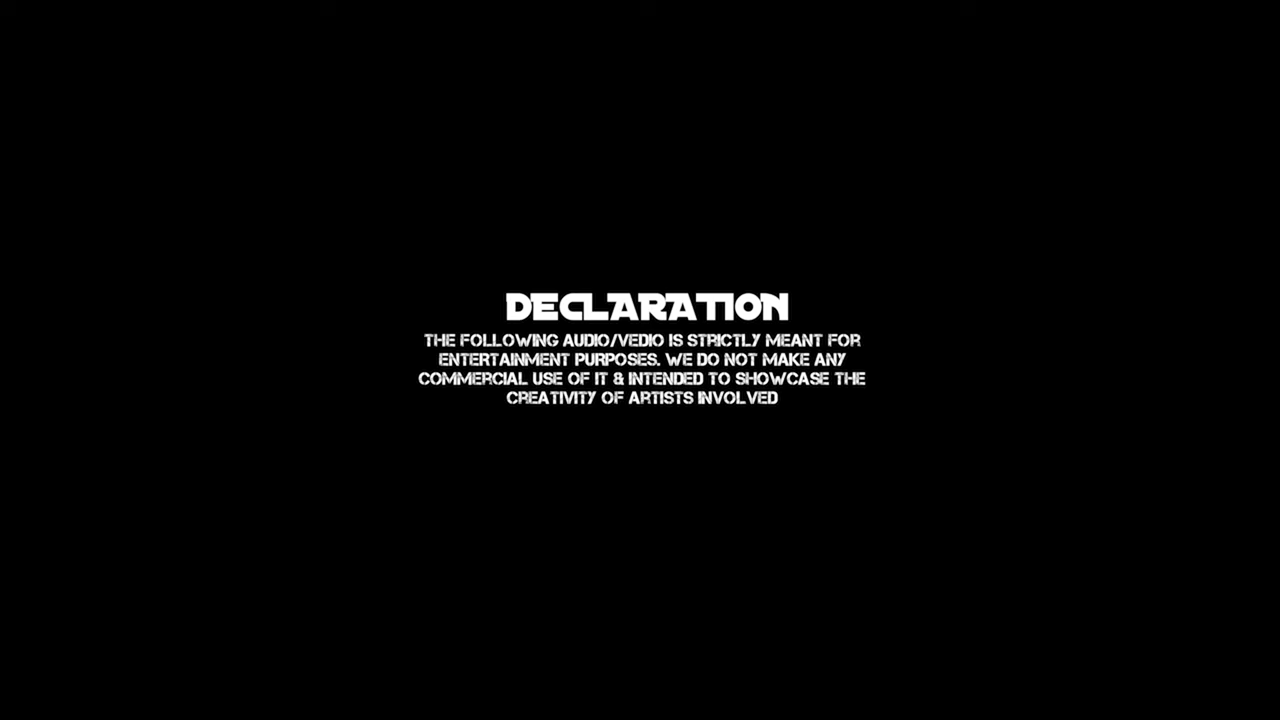 DECLARATION
THE FOLLOWING AUDIO/VEDIO IS STRICTLY MEANT FOR
ENTERTAINMENT PURPOSES. WE DO NOT MAKE ANY
COMMERCIAL USE OF IT & INTENDED TO SHOWCASE THE
CREATIVITY OF ARTISTS INVOLVED